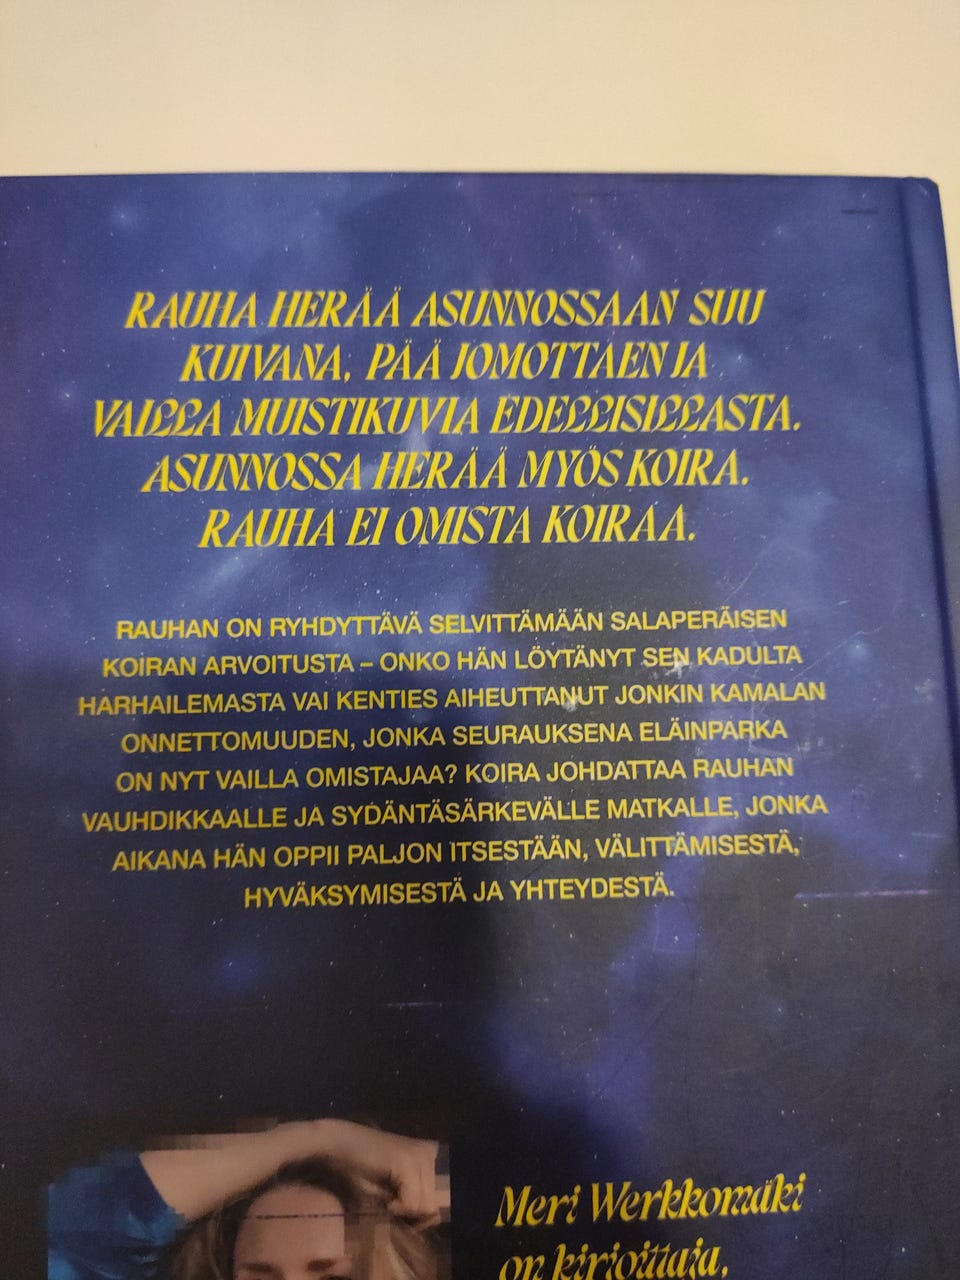 RAUHA HERÄÄ ASUNNOSSAAN SUU
KUIVANA, PÄÄ JOMOTTAEN JA
VAILLA MUISTIKUVIA EDELLISILLASTA.
ASUNNOSSA HERÄÄ MYÖS KOIRA.
RAUHA EI OMISTA KOIRAA.
RAUHAN ON RYHDYTTÄVÄ SELVITTÄMÄÄN SALAPERÄISEN
KOIRAN ARVOITUSTA – ONKO HÄN LÖYTÄNYT SEN KADULTA
HARHAILEMASTA VAI KENTIES AIHEUTTANUT JONKIN KAMALAN
ONNETTOMUUDEN, JONKA SEURAUKSENA ELÄINPARKA
ON NYT VAILLA OMISTAJAA? KOIRA JOHDATTAA RAUHAN
VAUHDIKKAALLE JA SYDÄNTÄSÄRKEVÄLLE MATKALLE, JONKA
AIKANA HÄN OPPII PALJON ITSESTÄÄN, VÄLITTÄMISESTÄ,
HYVÄKSYMISESTÄ JA YHTEYDESTÄ.
Meri Werkkomäki
on kirjoittaja,